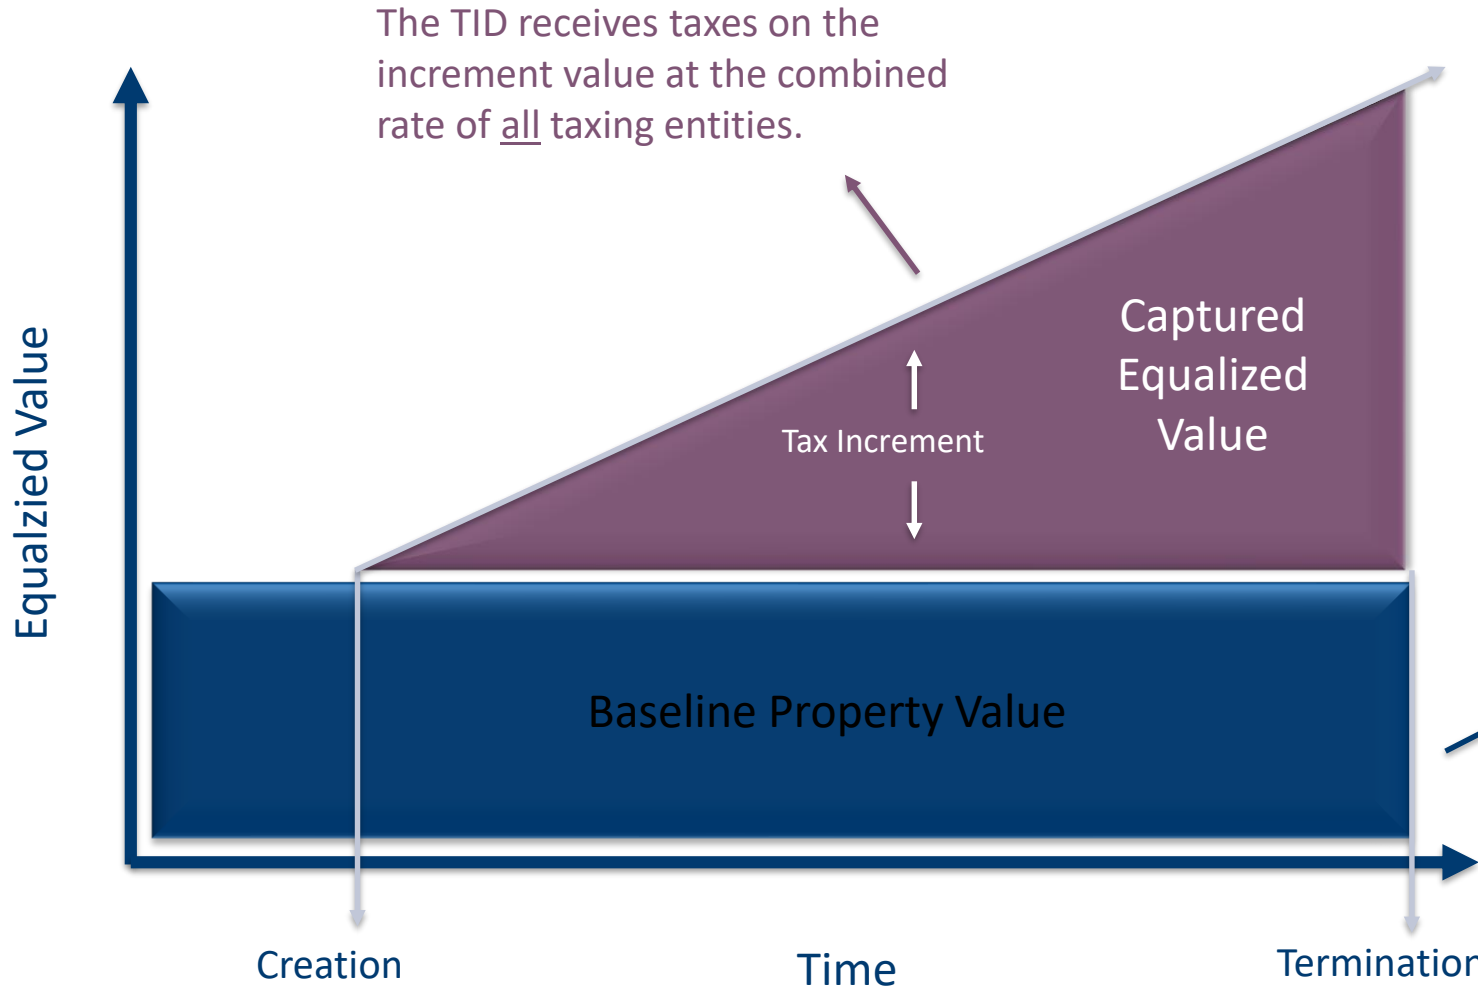 The TID receives taxes on the
increment value at the combined
rate of all taxing entities.
Equalzied Value
Captured
Equalized
Value
Tax Increment
Baseline Property Value
Creation
Time
Termination